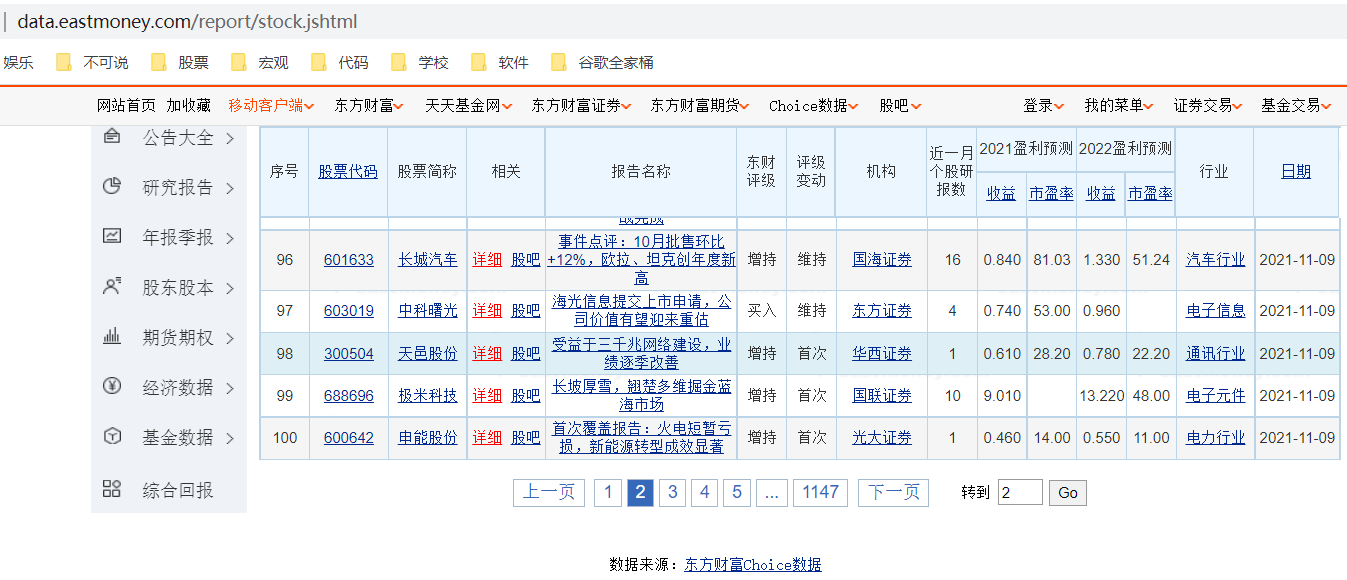 data.eastmoney.com/report/stock.jshtml
娱乐 不可说 股票 宏观 代码 学校 软件 谷歌全家桶
网站首页 加收藏 移动客户端 东方财富 天天基金网 东方财富证券 东方财富期货 Choice数据 股吧 登录 我的菜单 证券交易 基金交易
公告大全
研究报告
年报季报
股东股本
期货期权
经济数据
基金数据
综合回报
序号 股票代码 股票简称 相关 报告名称 东财
评级 评级
变动 机构 近一月
个股研
报数 2021盈利预测 2022盈利预测 行业 日期
收益 市盈率 收益 市盈率
战完成
事件点评：10月批售环比
96 601633 长城汽车 详细 股吧 +12%，欧拉、坦克创年度新 增持 维持 国海证券 16 0.840 81.03 1.330 51.24 汽车行业 2021-11-09
高
海光信息提交上市申请，公
97 603019 中科曙光 详细 股吧 买入 维持 东方证券 4 0.740 53.00 0.960 电子信息 2021-11-09
司价值有望迎来重估
受益于三千兆网络建设，业
98 300504 天邑股份 详细 股吧 增持 首次 华西证券 1 0.610 28.20 0.780 22.20 通讯行业 2021-11-09
绩逐季改善
长坡厚雪，翘楚多维掘金蓝
99 688696 极米科技 详细 股吧 增持 首次 国联证券 10 9.010 13.220 48.00 电子元件 2021-11-09
海市场
首次覆盖报告：火电短暂亏
100 600642 申能股份 详细 股吧 增持 首次 光大证券 1 0.460 14.00 0.550 11.00 电力行业 2021-11-09
损，新能源转型成效显著
上一页 1 2 3 4 5 ... 1147 下一页 转到 2 Go
数据来源：东方财富Choice数据